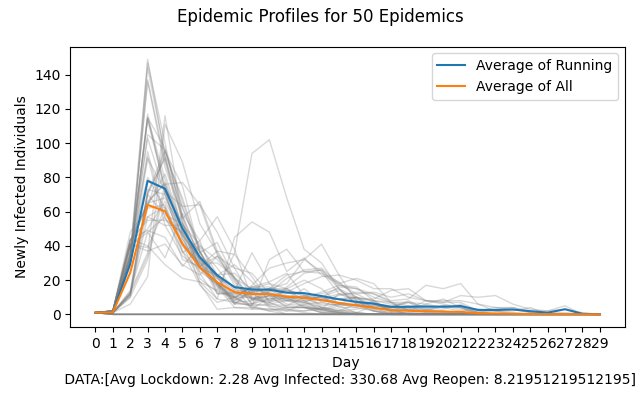 Epidemic Profiles for 50 Epidemics
Average of Running
Average of All
140
120
100
80
60
40
20
0
Newly Infected Individuals
0 1 2 3 4 5 6 7 8 9 10 11 12 13 14 15 16 17 18 19 20 21 22 23 24 25 26 27 28 29
Day
DATA:[Avg Lockdown: 2.28 Avg Infected: 330.68 Avg Reopen: 8.21951219512195]